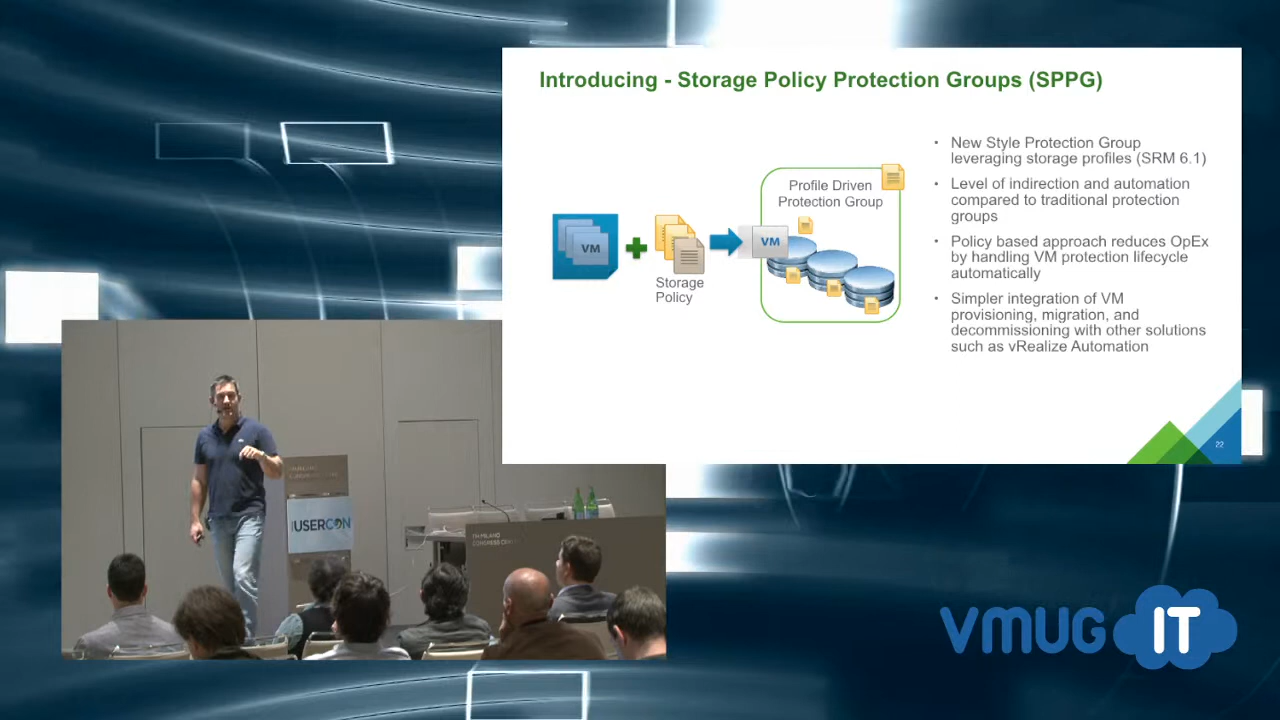 Introducing - Storage Policy Protection Groups (SPPG)
VM
Storage
Policy
Profile Driven
Protection Group
VM
• New Style Protection Group
leveraging storage profiles (SRM 6.1)
• Level of indirection and automation
compared to traditional protection
groups
• Policy based approach reduces OpEx
by handling VM protection lifecycle
automatically
• Simpler integration of VM
provisioning, migration, and
decommissioning with other solutions
such as vRealize Automation
22
USERCON
CONGRESS CENTER
vmUG IT